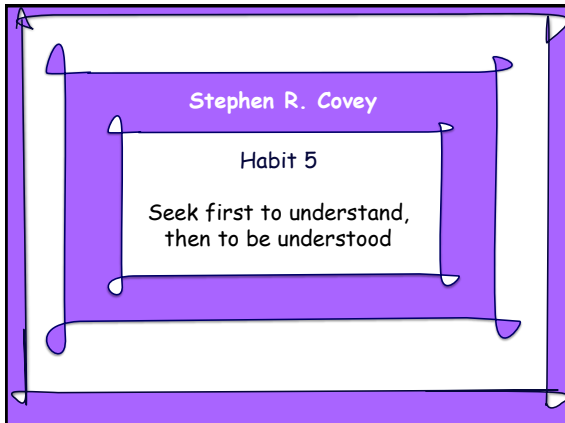 Stephen R. Covey
Habit 5
Seek first to understand,
then to be understood